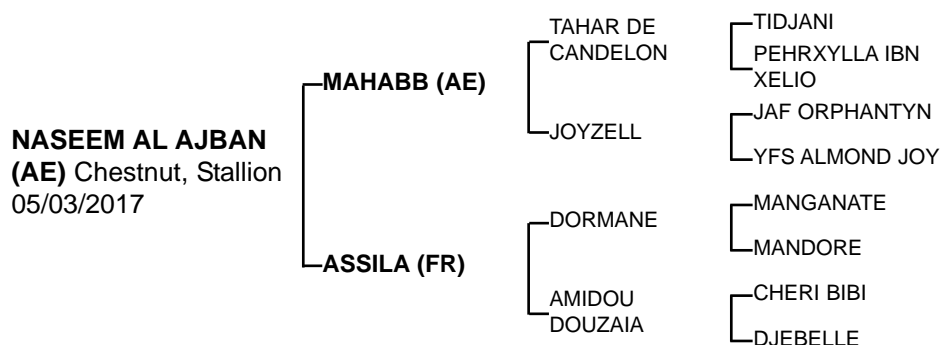 NASEEM AL AJBAN
(AE) Chestnut, Stallion
05/03/2017
MAHABB (AE)
ASSILA (FR)
TAHAR DE
CANDELON
JOYZELL
DORMANE
AMIDOU
DOUZAIA
TIDJANI
PEHRXYLLA IBN
XELIO
JAF ORPHANTYN
YFS ALMOND JOY
MANGANATE
MANDORE
CHERI BIBI
DJEBELLE